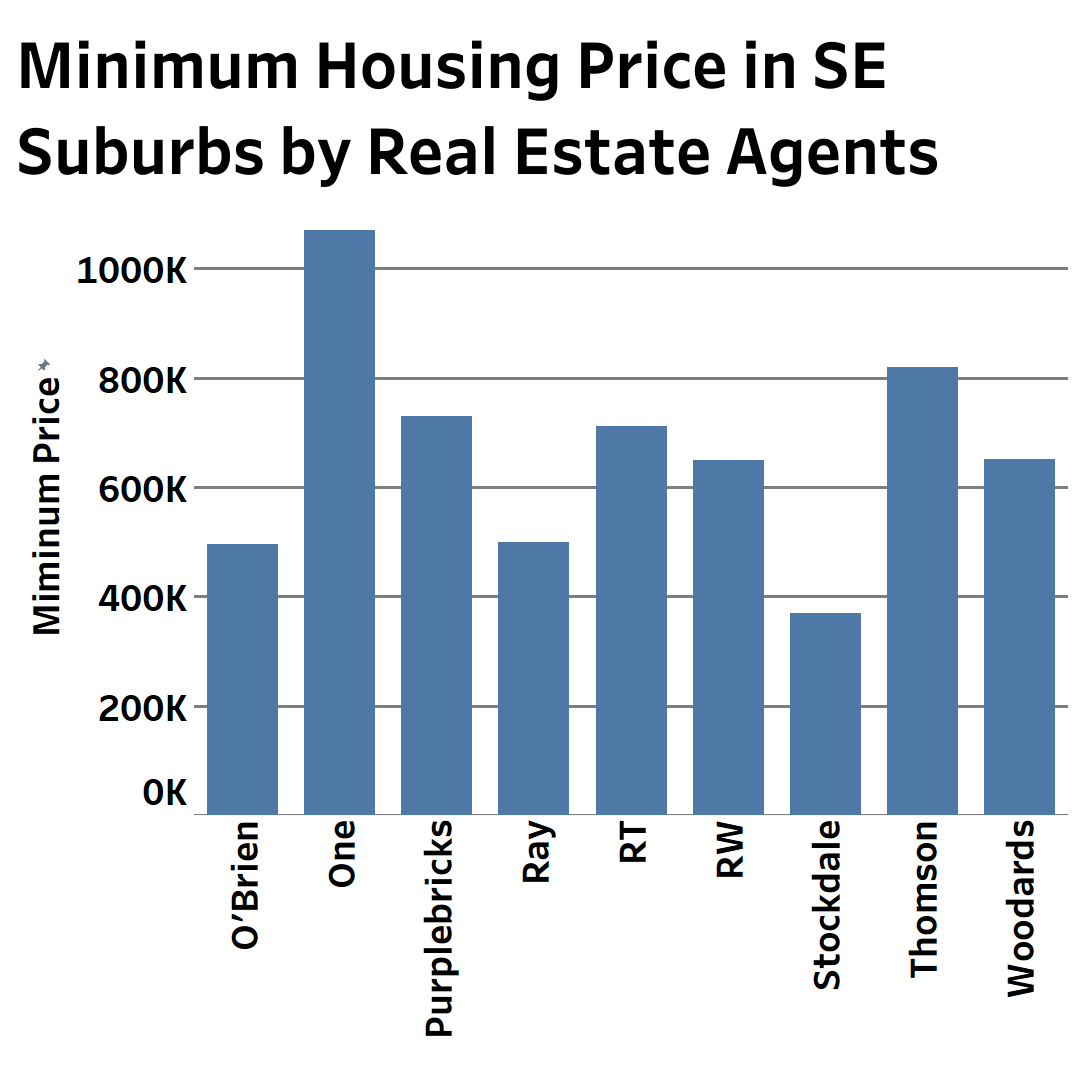 Minimum Housing Price in SE
Suburbs by Real Estate Agents
Miminum Price
1000K
800K
600K
400K
200K
0K
O’Brien
One
Purplebricks
Ray
RT
RW
Stockdale
Thomson
Woodards